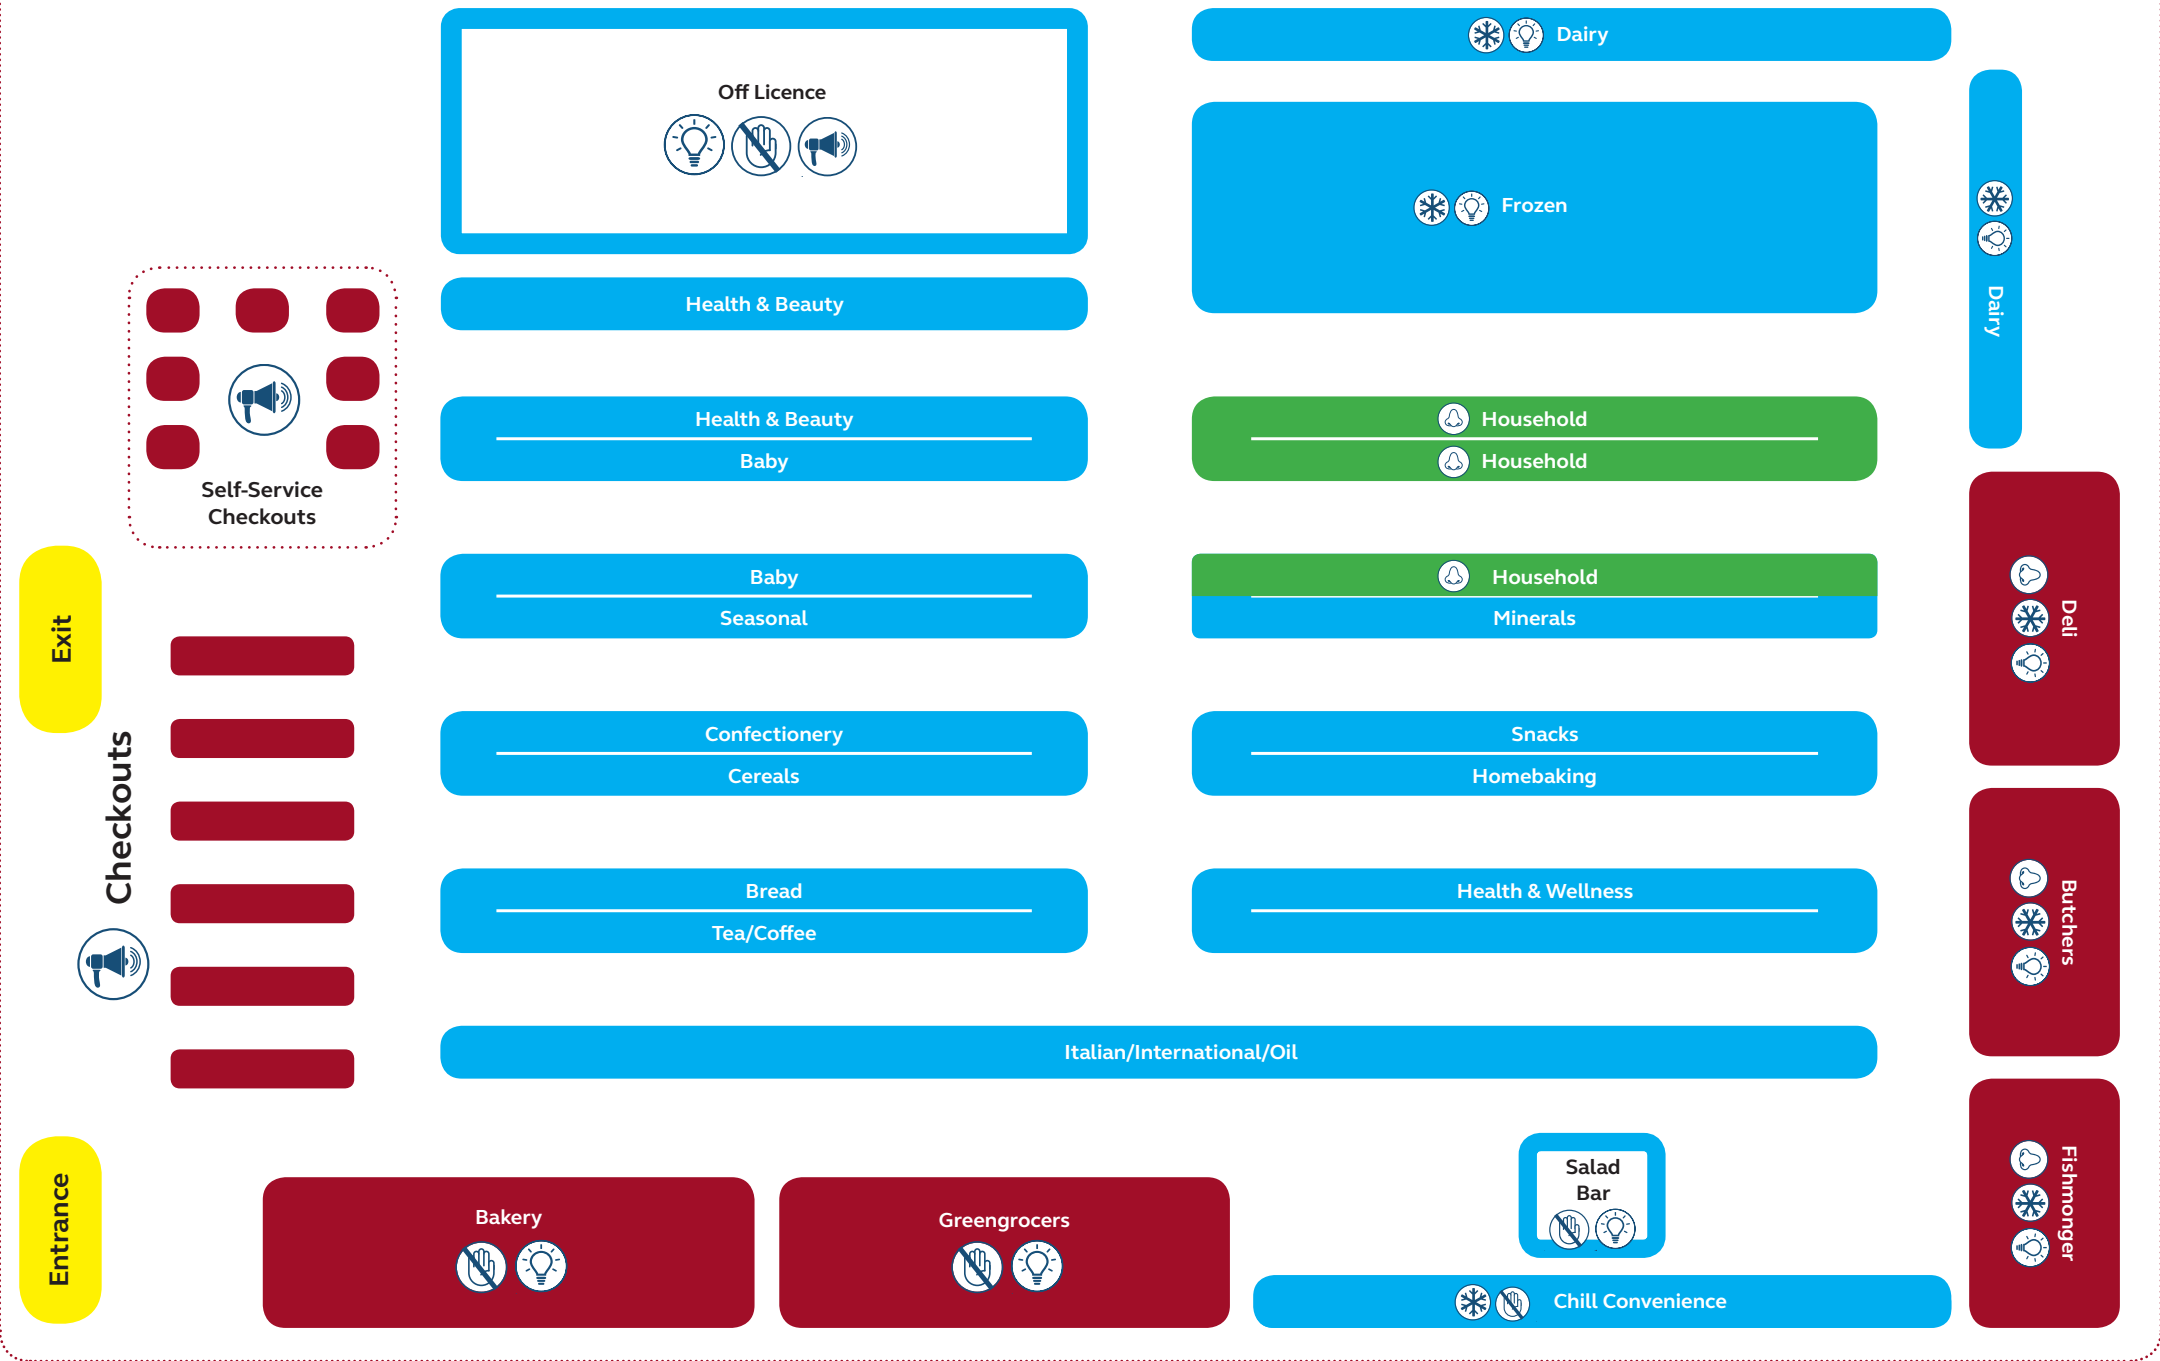 Off Licence
Dairy
Frozen
Dairy
Health & Beauty
Health & Beauty
Baby
Household
Household
Self-Service
Checkouts
Exit
Baby
Seasonal
Household
Minerals
Deli
Checkouts
Confectionery
Cereals
Snacks
Homebaking
Butchers
Bread
Tea/Coffee
Health & Wellness
Italian/International/Oil
Entrance
Bakery
Greengrocers
Salad
Bar
Fishmonger
Chill Convenience